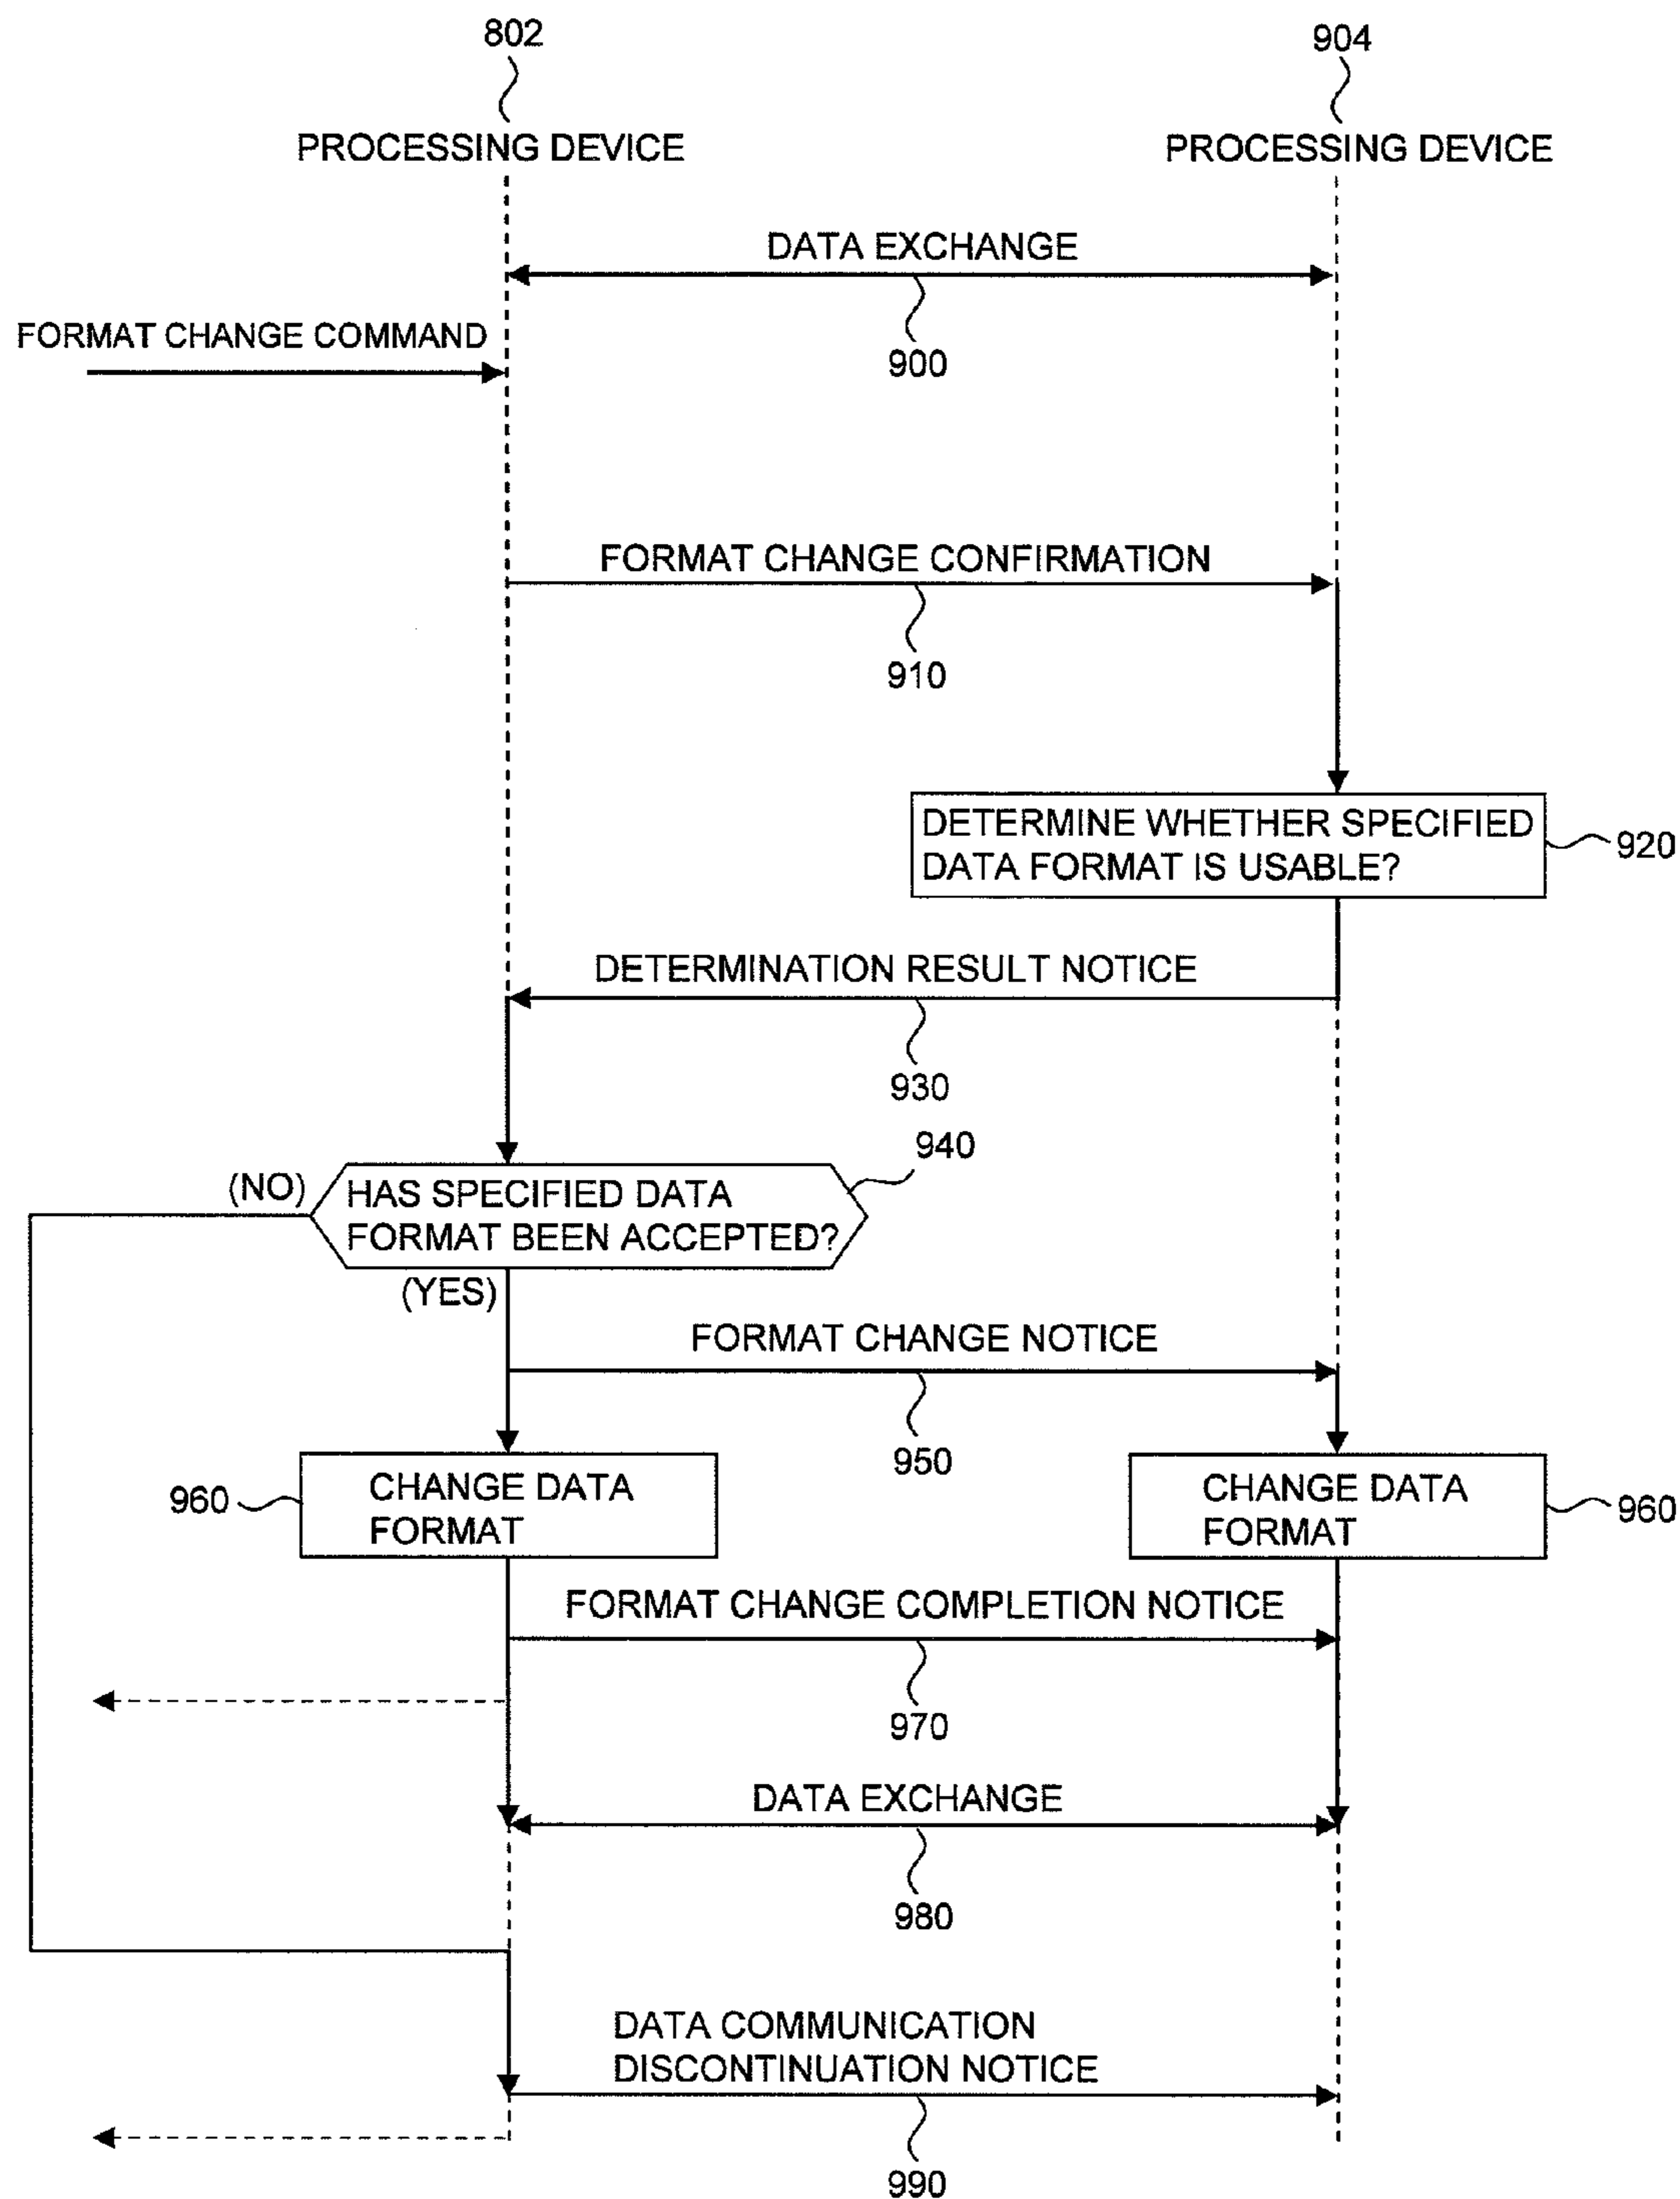 802
904
PROCESSING DEVICE
PROCESSING DEVICE
DATA EXCHANGE
900
FORMAT CHANGE COMMAND
FORMAT CHANGE CONFIRMATION
910
DETERMINE WHETHER SPECIFIED
DATA FORMAT IS USABLE?
920
DETERMINATION RESULT NOTICE
930
940
(NO)
HAS SPECIFIED DATA
FORMAT BEEN ACCEPTED?
(YES)
FORMAT CHANGE NOTICE
950
960
CHANGE DATA
FORMAT
CHANGE DATA
FORMAT
960
FORMAT CHANGE COMPLETION NOTICE
970
DATA EXCHANGE
980
DATA COMMUNICATION
DISCONTINUATION NOTICE
990